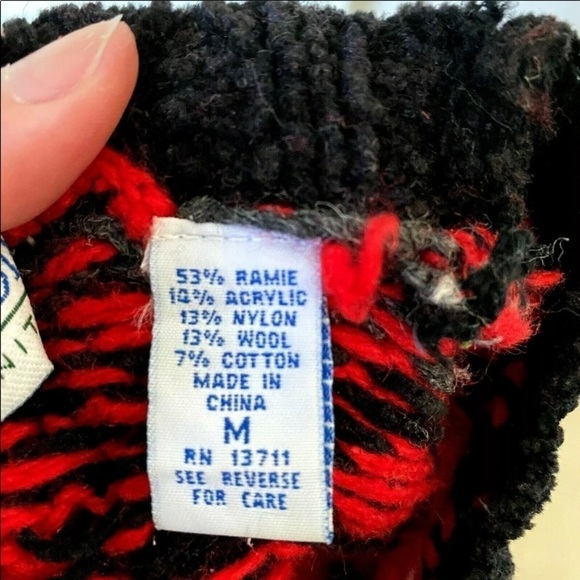 53% RAMIE
14% ACRYLIC
13% NYLON
13% WOOL
7% COTTON
MADE IN
CHINA
M
RN 13711
SEE REVERSE
FOR CARE